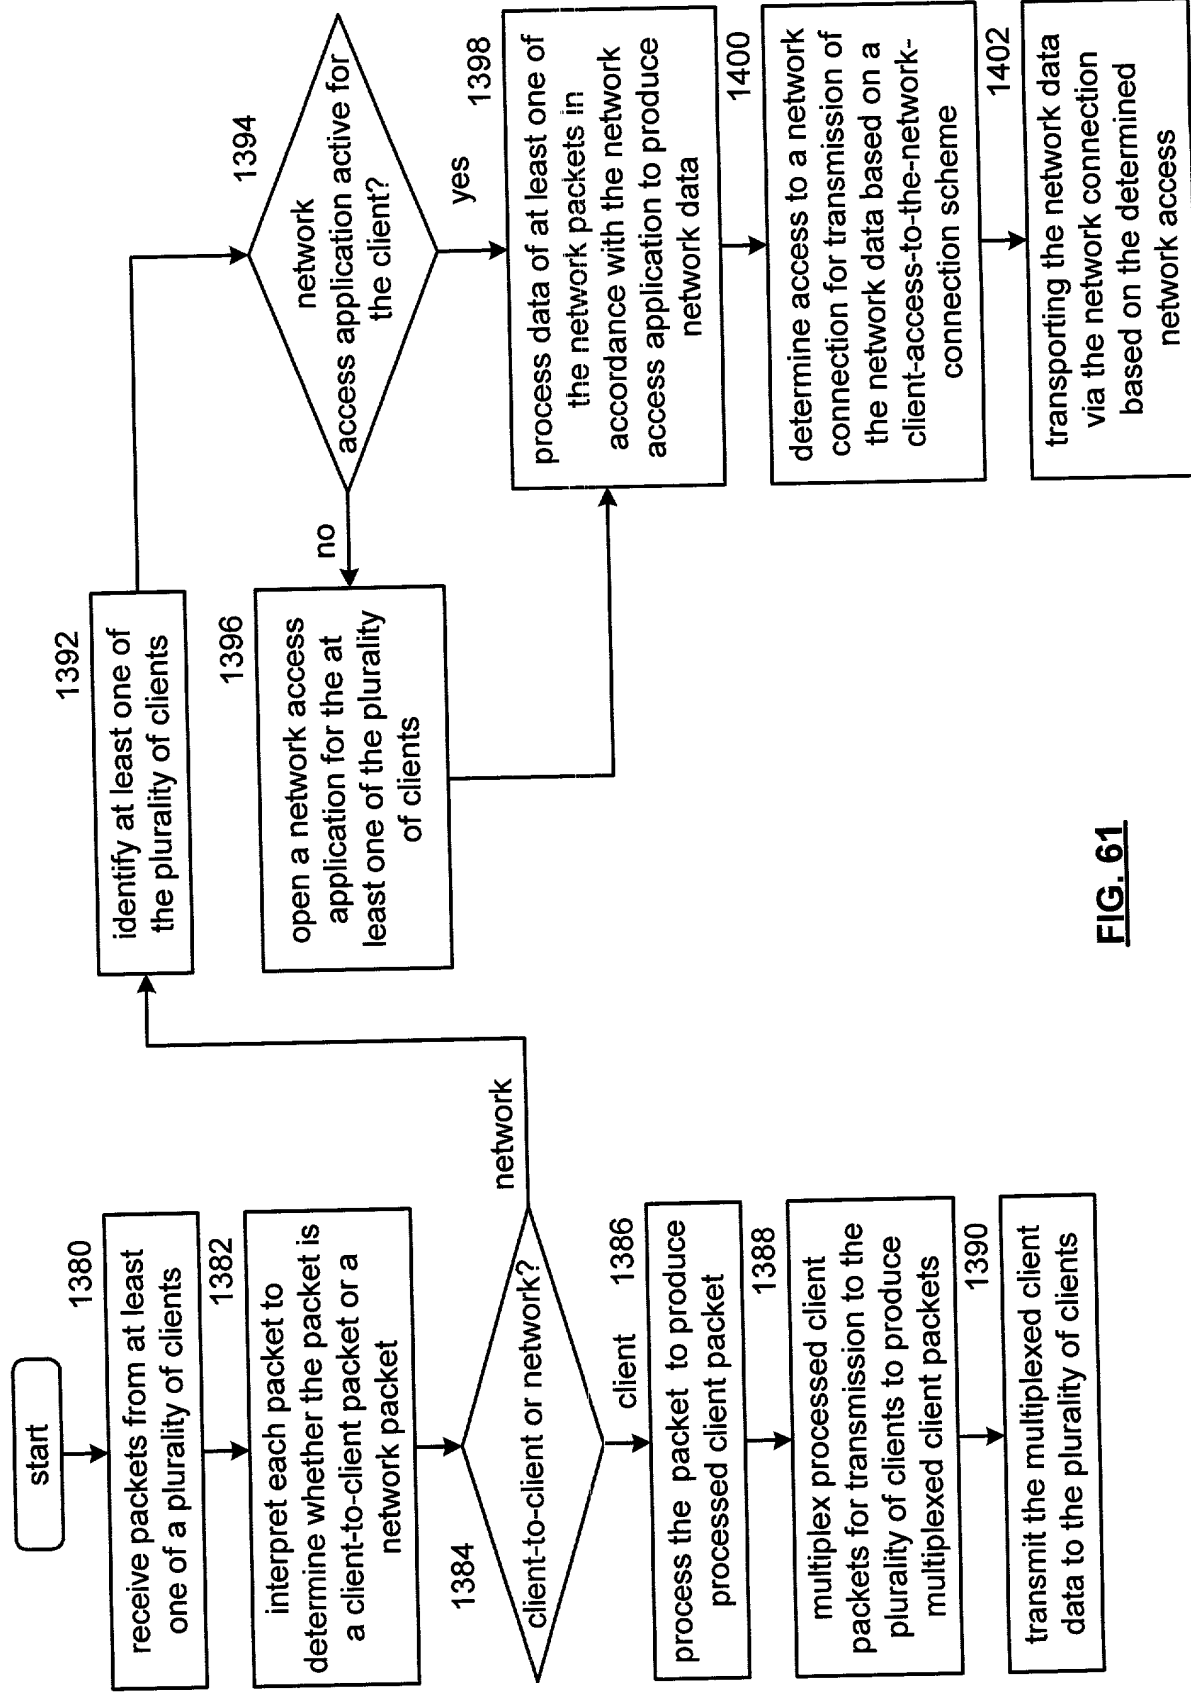 start
1380
receive packets from at least
one of a plurality of clients
1382
interpret each packet to
determine whether the packet is
a client-to-client packet or a
network packet
1384
client-to-client or network?
network
client
1386
process the packet to produce
processed client packet
1388
multiplex processed client
packets for transmission to the
plurality of clients to produce
multiplexed client packets
1390
transmit the multiplexed client
data to the plurality of clients
1392
identify at least one of
the plurality of clients
1394
network
access application active for
the client?
no
yes
1396
open a network access
application for the at
least one of the plurality
of clients
1398
process data of at least one of
the network packets in
accordance with the network
access application to produce
network data
1400
determine access to a network
connection for transmission of
the network data based on a
client-access-to-the-network-
connection scheme
1402
transporting the network data
via the network connection
based on the determined
network access
FIG. 61